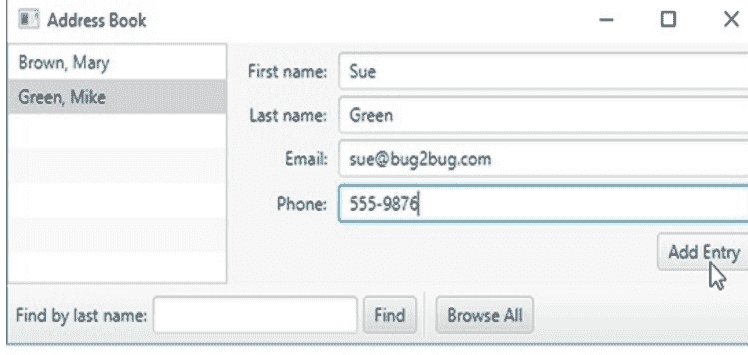 Address Book
Brown, Mary
Green, Mike
First name: Sue
Last name: Green
Email: sue@bug2bug.com
Phone: 555-9876
Add Entry
Find by last name: Find Browse All